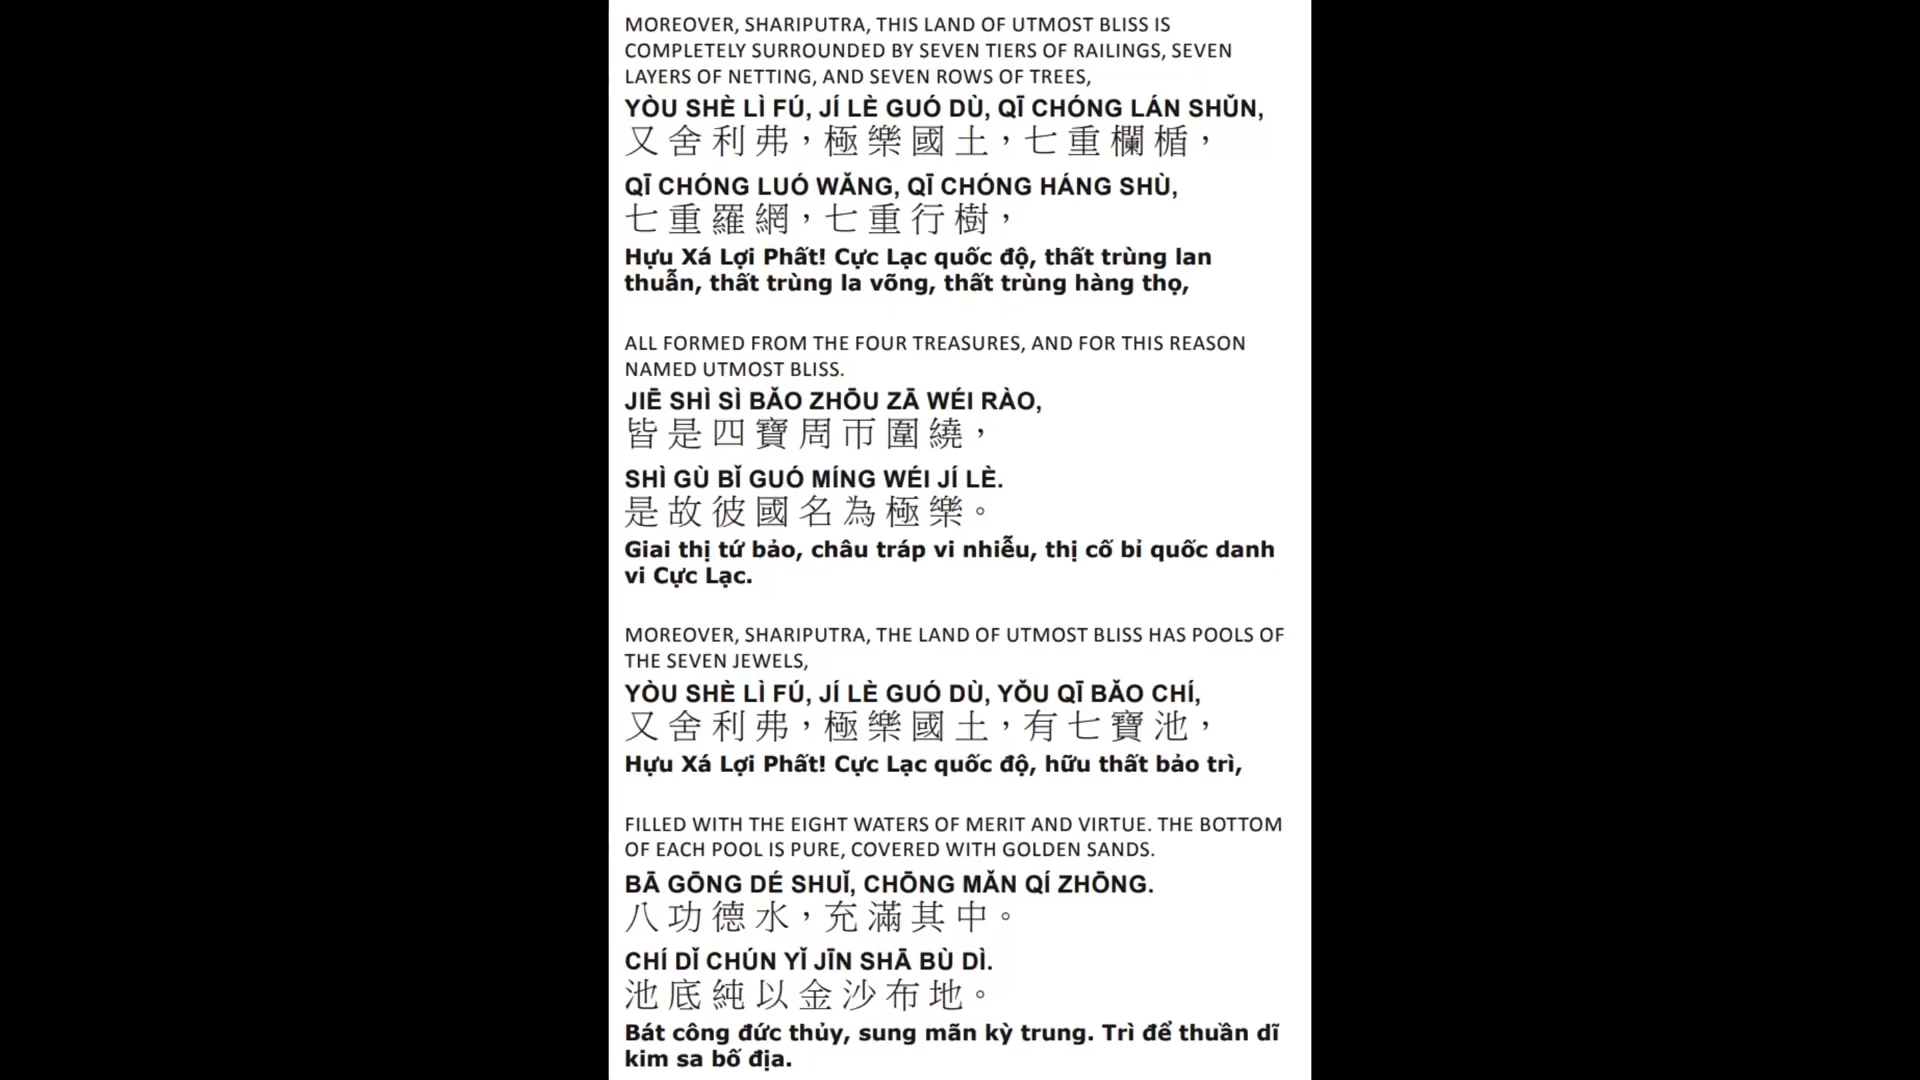 MOREOVER, SHARIPUTRA, THIS LAND OF UTMOST BLISS IS
COMPLETELY SURROUNDED BY SEVEN TIERS OF RAILINGS, SEVEN
LAYERS OF NETTING, AND SEVEN ROWS OF TREES,
YÒU SHÈ LÌ FÚ, JÍ LÈ GUÓ DÙ, QĪ CHÓNG LÁN SHŬN,
又舍利弗，極樂國土，七重欄楯，
QĪ CHÓNG LUÓ WĂNG, QĪ CHÓNG HÁNG SHÙ,
七重羅網，七重行樹，
Hựu Xá Lợi Phất! Cực Lạc quốc độ, thất trùng lan
thuẫn, thất trùng la võng, thất trùng hàng thọ,
ALL FORMED FROM THE FOUR TREASURES, AND FOR THIS REASON
NAMED UTMOST BLISS.
JIĒ SHÌ SÌ BĂO ZHŌU ZĀ WÉI RÀO,
皆是四寶周帀圍繞，
SHÌ GÙ BǏ GUÓ MÍNG WÉI JÍ LÈ.
是故彼國名為極樂。
Giai thị tứ bảo, châu tráp vi nhiễu, thị cố bỉ quốc danh
vi Cực Lạc.
MOREOVER, SHARIPUTRA, THE LAND OF UTMOST BLISS HAS POOLS OF
THE SEVEN JEWELS,
YÒU SHÈ LÌ FÚ, JÍ LÈ GUÓ DÙ, YǑU QĪ BĂO CHÍ,
又舍利弗，極樂國土，有七寶池，
Hựu Xá Lợi Phất! Cực Lạc quốc độ, hữu thất bảo trì,
FILLED WITH THE EIGHT WATERS OF MERIT AND VIRTUE. THE BOTTOM
OF EACH POOL IS PURE, COVERED WITH GOLDEN SANDS.
BĀ GŌNG DÉ SHUǏ, CHŌNG MĂN QÍ ZHŌNG.
八功德水，充滿其中。
CHÍ DǏ CHÚN YǏ JĪN SHĀ BÙ DÌ.
池底純以金沙布地。
Bát công đức thủy, sung mãn kỳ trung. Trì để thuần dĩ
kim sa bố địa.